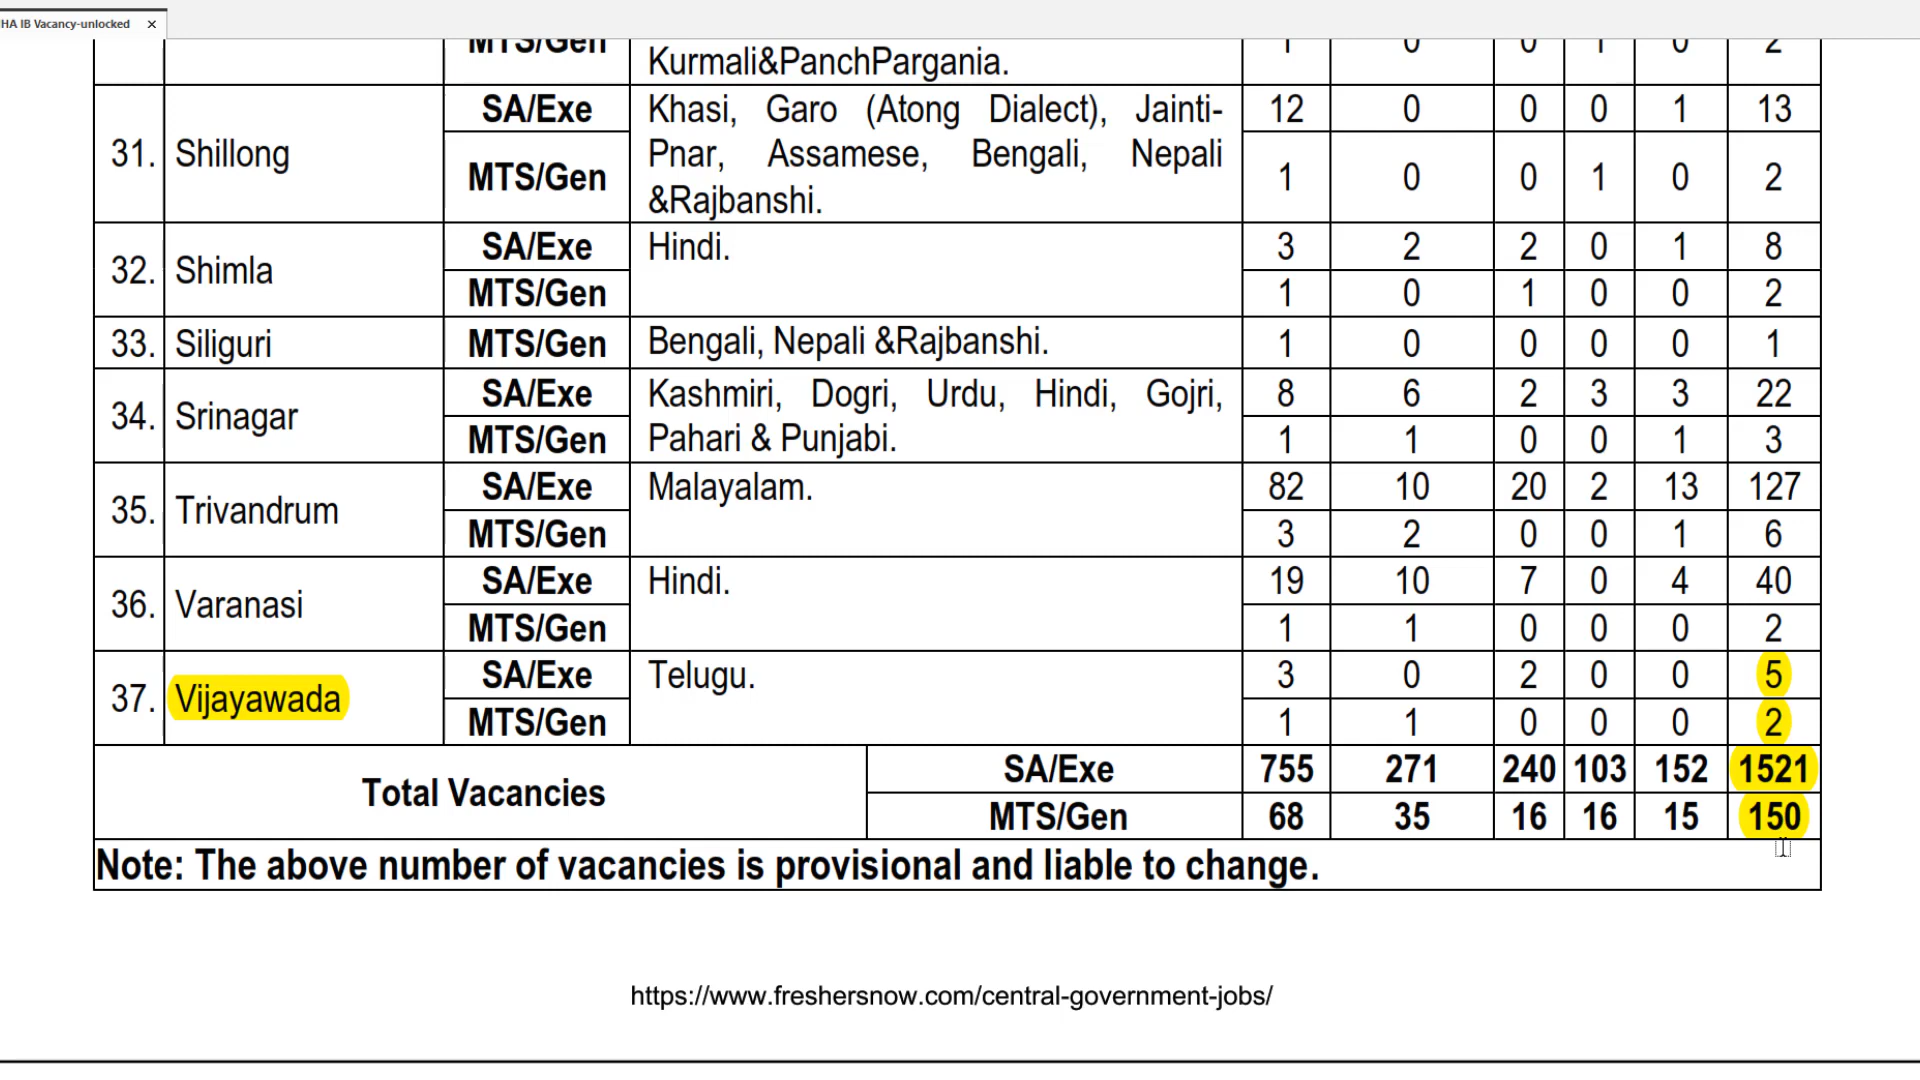 HA IB Vacancy-unlocked ×
MTS/Gen 1 0 0 1 0 2
Kurmali&PanchPargania.
31. Shillong
SA/Exe 12 0 0 0 1 13
MTS/Gen 1 0 0 1 0 2
Khasi, Garo (Atong Dialect), Jainti-
Pnar, Assamese, Bengali, Nepali
&Rajbanshi.
32. Shimla Hindi.
SA/Exe 3 2 2 0 1 8
MTS/Gen 1 0 1 0 0 2
33. Siliguri MTS/Gen Bengali, Nepali &Rajbanshi. 1 0 0 0 0 1
34. Srinagar
SA/Exe Kashmiri, Dogri, Urdu, Hindi, Gojri, 8 6 2 3 3 22
MTS/Gen Pahari & Punjabi. 1 1 0 0 1 3
35. Trivandrum
SA/Exe Malayalam. 82 10 20 2 13 127
MTS/Gen 3 2 0 0 1 6
36. Varanasi
SA/Exe Hindi. 19 10 7 0 4 40
MTS/Gen 1 1 0 0 0 2
37. Vijayawada
SA/Exe Telugu. 3 0 2 0 0 5
MTS/Gen 1 1 0 0 0 2
Total Vacancies
SA/Exe 755 271 240 103 152 1521
MTS/Gen 68 35 16 16 15 150
Note: The above number of vacancies is provisional and liable to change.
https://www.freshersnow.com/central-government-jobs/